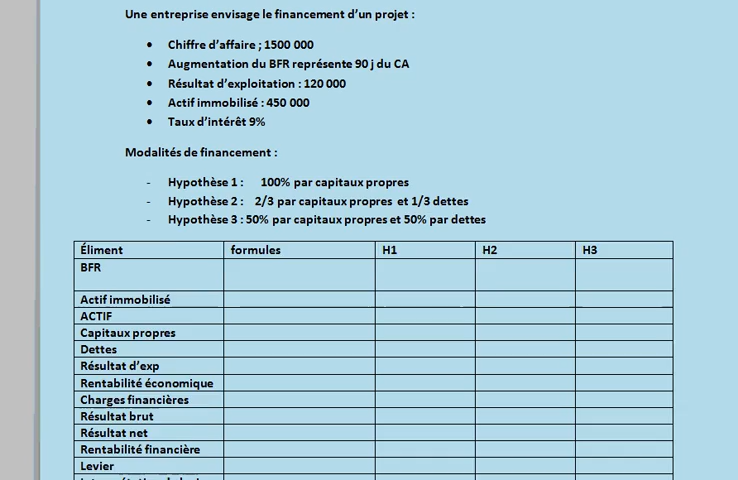 Une entreprise envisage le financement d'un projet :
• Chiffre d'affaire ; 1500 000
• Augmentation du BFR représente 90 j du CA
• Résultat d'exploitation : 120 000
• Actif immobilisé : 450 000
• Taux d'intérêt 9%
Modalités de financement :
- Hypothèse 1 : 100% par capitaux propres
- Hypothèse 2 : 2/3 par capitaux propres et 1/3 dettes
- Hypothèse 3 : 50% par capitaux propres et 50% par dettes
Éliment formules H1 H2 H3
BFR
Actif immobilisé
ACTIF
Capitaux propres
Dettes
Résultat d'exp
Rentabilité économique
Charges financières
Résultat brut
Résultat net
Rentabilité financière
Levier